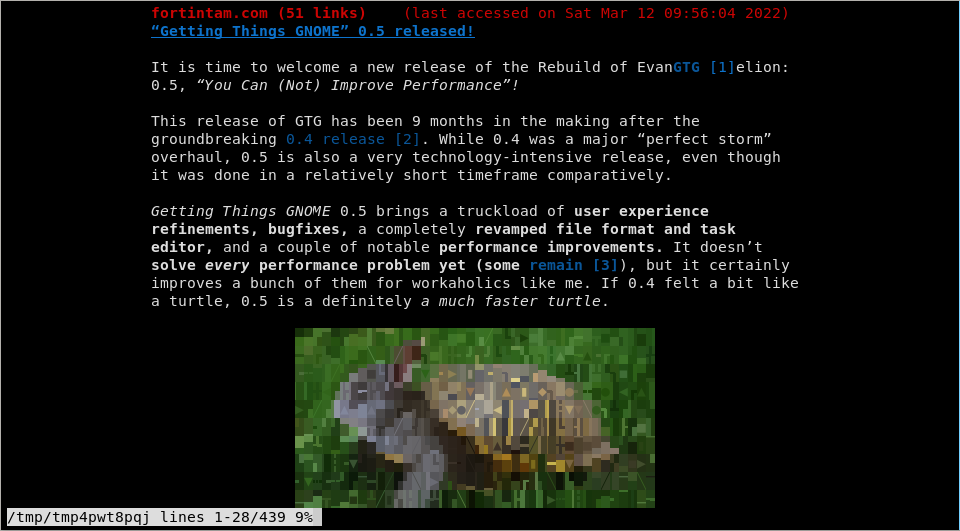 fortintam.com (51 links)    (last accessed on Sat Mar 12 09:56:04 2022)
“Getting Things GNOME” 0.5 released!
It is time to welcome a new release of the Rebuild of EvanGTG [1]elion:
0.5, “You Can (Not) Improve Performance”!
This release of GTG has been 9 months in the making after the
groundbreaking 0.4 release [2]. While 0.4 was a major “perfect storm”
overhaul, 0.5 is also a very technology-intensive release, even though
it was done in a relatively short timeframe comparatively.
Getting Things GNOME 0.5 brings a truckload of user experience
refinements, bugfixes, a completely revamped file format and task
editor, and a couple of notable performance improvements. It doesn’t
solve every performance problem yet (some remain [3]), but it certainly
improves a bunch of them for workaholics like me. If 0.4 felt a bit like
a turtle, 0.5 is a definitely a much faster turtle.
/tmp/tmp4pwt8pqj lines 1-28/439 9%